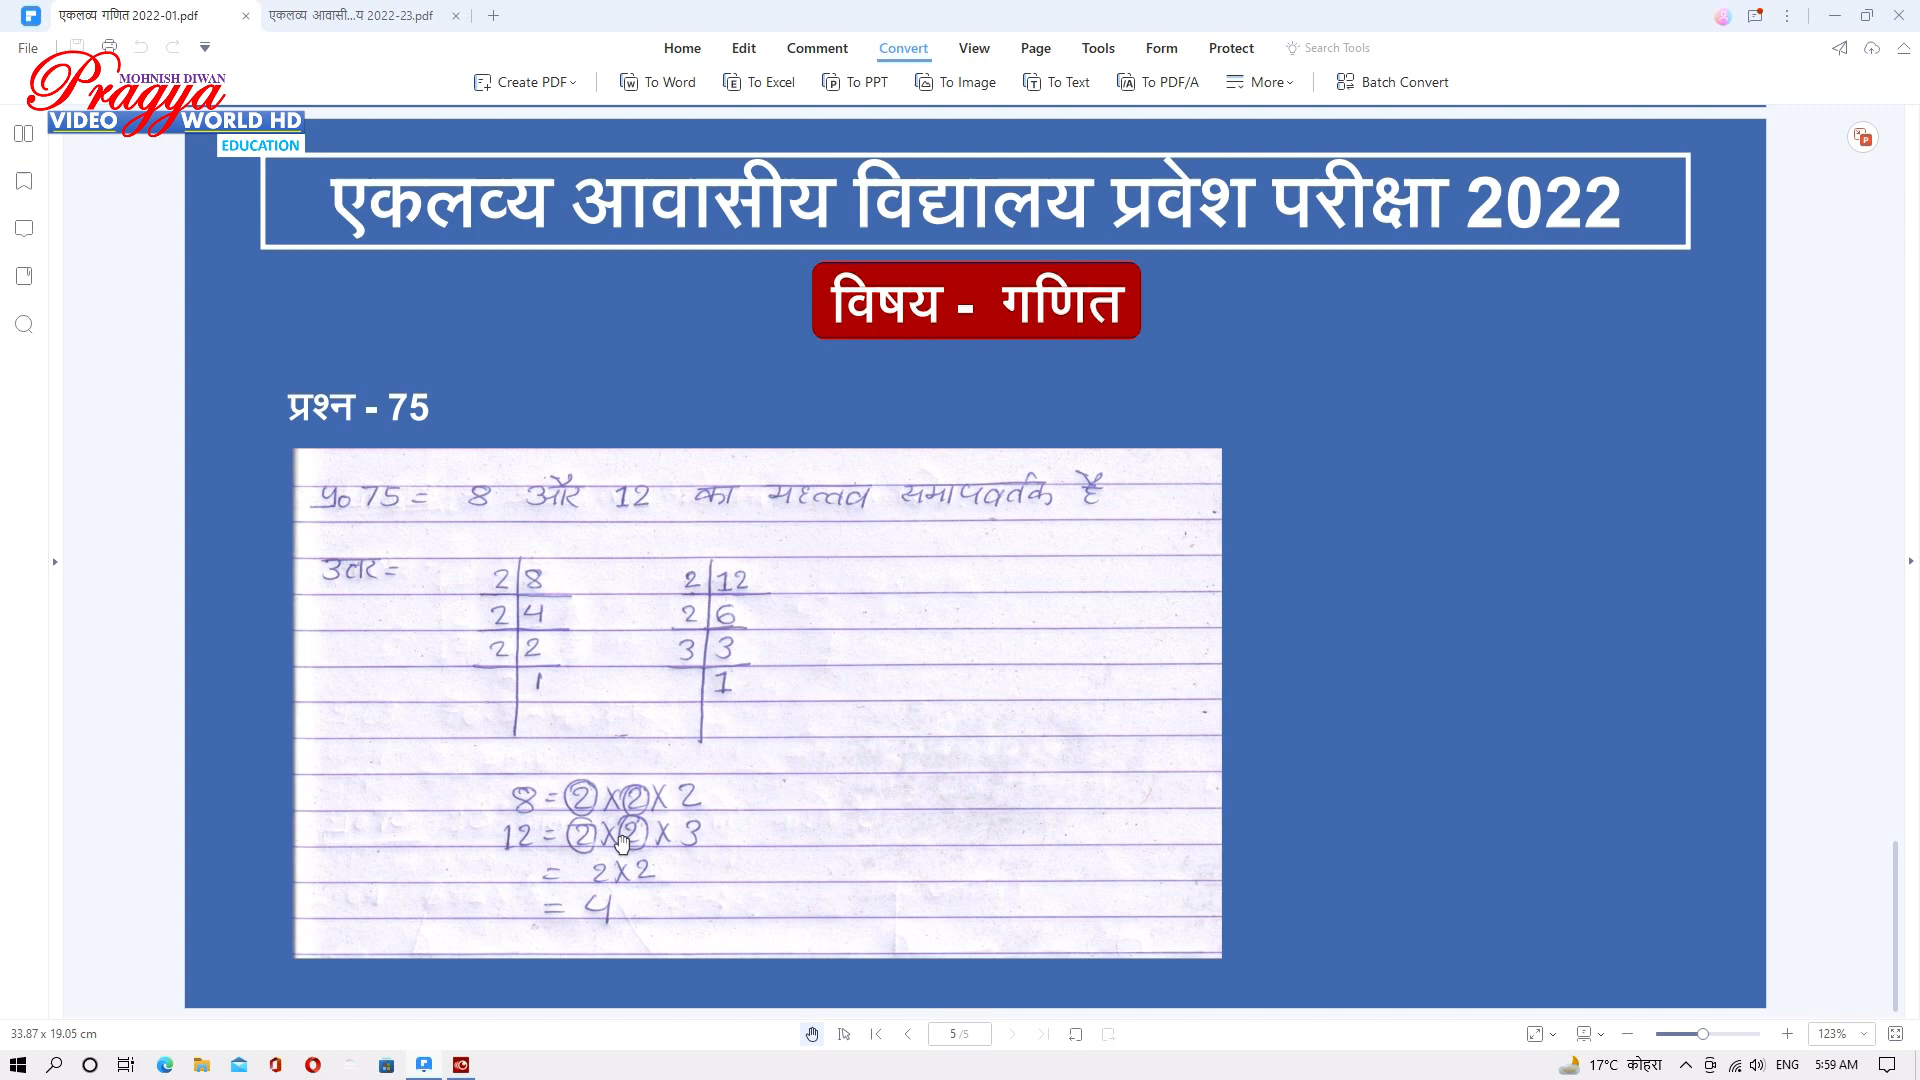 एकलव्य गणित 2022-01.pdf
एकलव्य आवासी...य 2022-23.pdf
File
Home Edit Comment Convert View Page Tools Form Protect Search Tools
Create PDF To Word To Excel To PPT To Image To Text To PDF/A More Batch Convert
MOHNISH DIWAN
Pragya
VIDEO WORLD HD
EDUCATION
एकलव्य आवासीय विद्यालय प्रवेश परीक्षा 2022
विषय - गणित
प्रश्न - 75
प्र० 75 = 8 और 12 का महत्तव समापवर्तक है
उत्तर =
2 8 2 12
2 4 2 6
2 2 3 3
1 1
8 = 2 X 2 X 2
12 = 2 X 2 X 3
= 2 X 2
= 4
33.87 x 19.05 cm
5 /5
123%
17°C कोहरा
ENG
5:59 AM